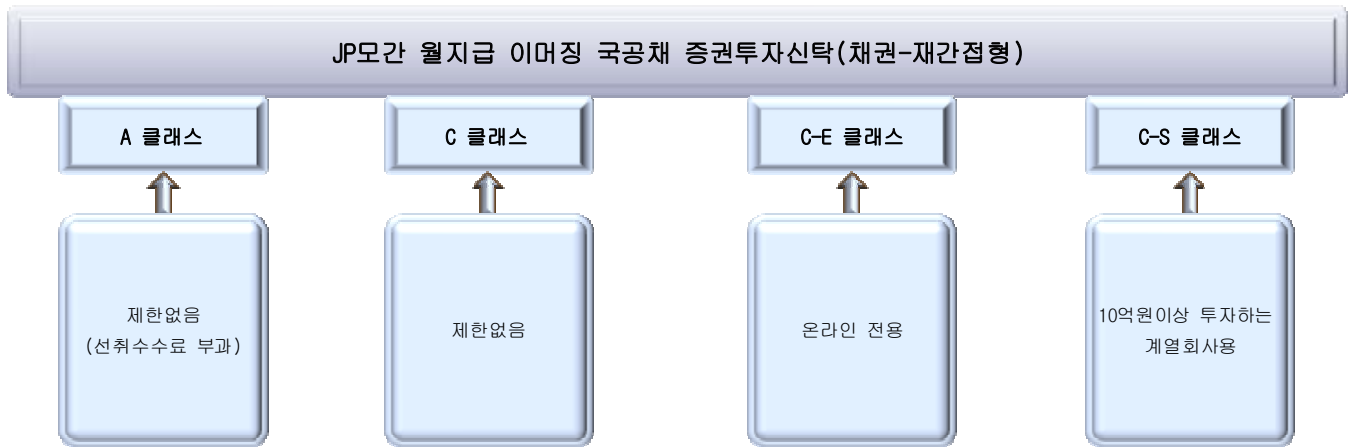 JP모간 월지급 이머징 국공채 증권투자신탁(채권-재간접형)
A 클래스
C 클래스
C-E 클래스
C-S 클래스
제한없음
(선취수수료 부과)
제한없음
온라인 전용
10억원이상 투자하는
계열회사용